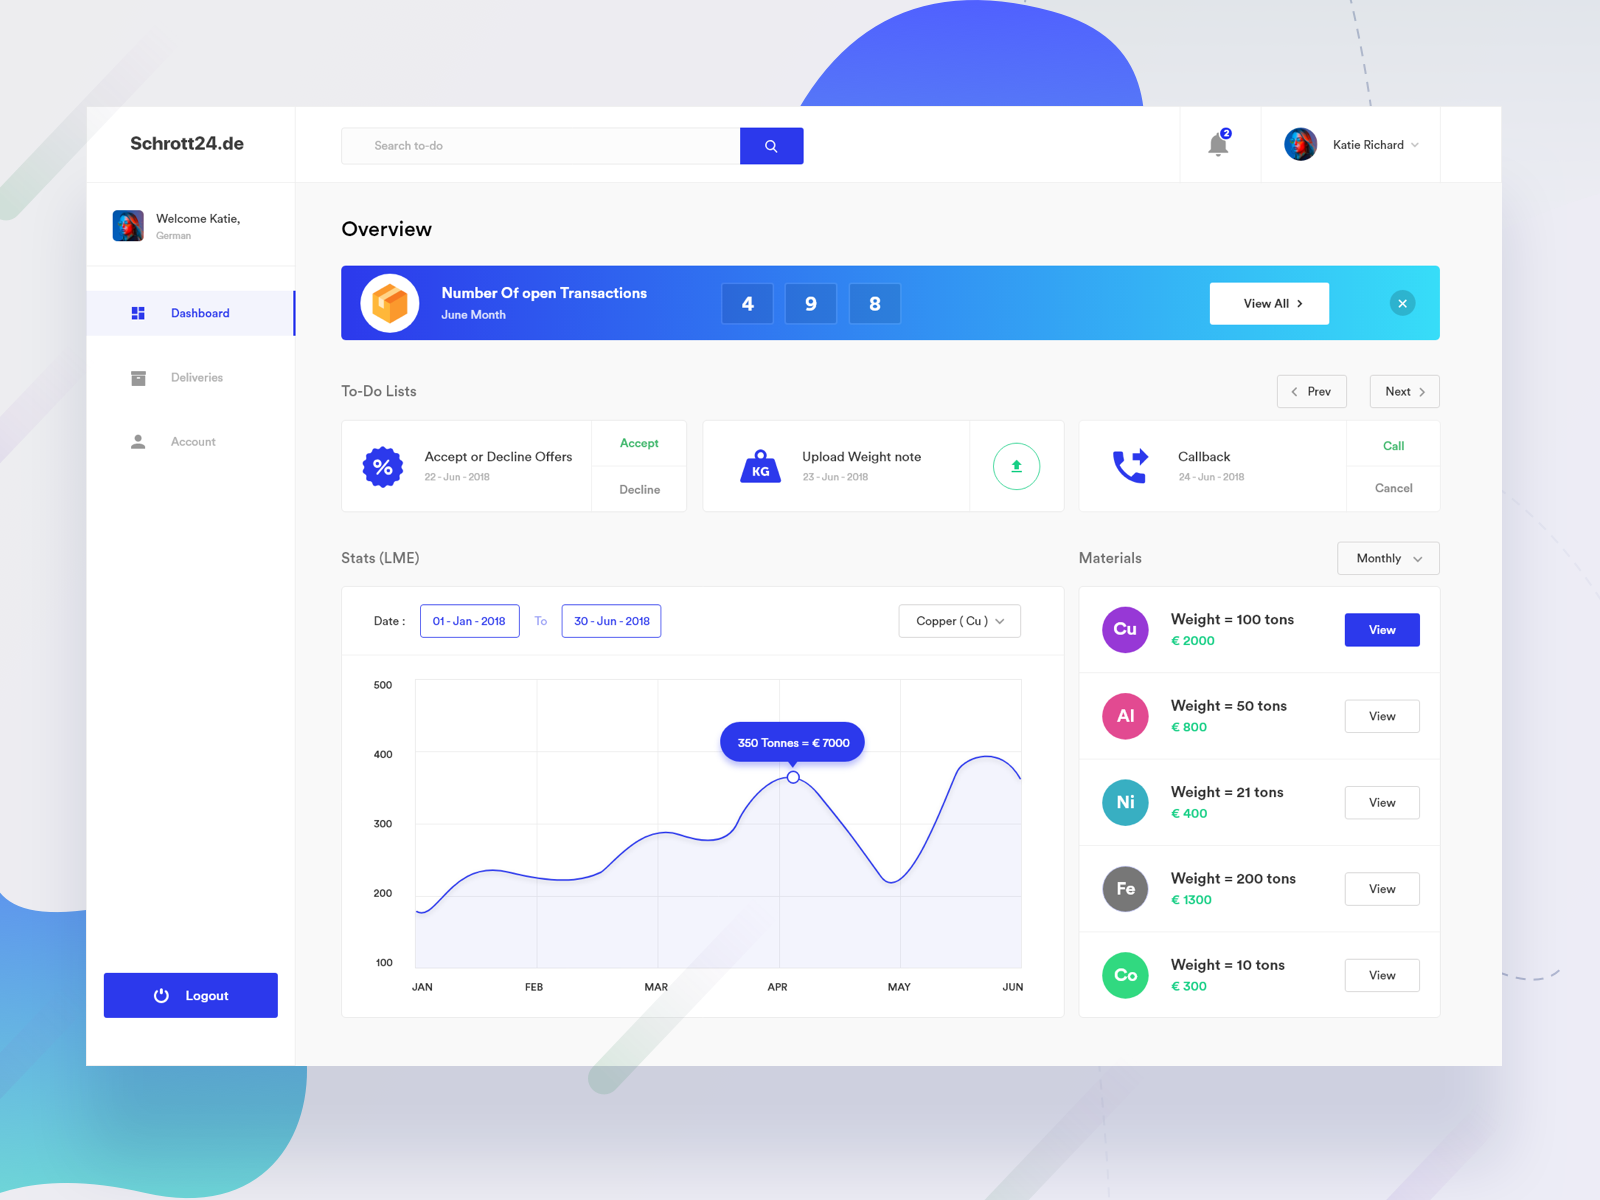 Schrott24.de
Search to-do
2
Katie Richard
Welcome Katie,
German
Dashboard
Deliveries
Account
Logout
Overview
Number Of open Transactions
June Month
4 9 8
View All
To-Do Lists
Prev
Next
Accept or Decline Offers
22 - Jun - 2018
Accept
Decline
KG
Upload Weight note
23 - Jun - 2018
Callback
24 - Jun - 2018
Call
Cancel
Stats (LME)
Date :
01 - Jan - 2018
To
30 - Jun - 2018
Copper ( Cu )
500
400
300
200
100
350 Tonnes = € 7000
JAN FEB MAR APR MAY JUN
Materials
Monthly
Cu
Weight = 100 tons
€ 2000
View
Al
Weight = 50 tons
€ 800
View
Ni
Weight = 21 tons
€ 400
View
Fe
Weight = 200 tons
€ 1300
View
Co
Weight = 10 tons
€ 300
View